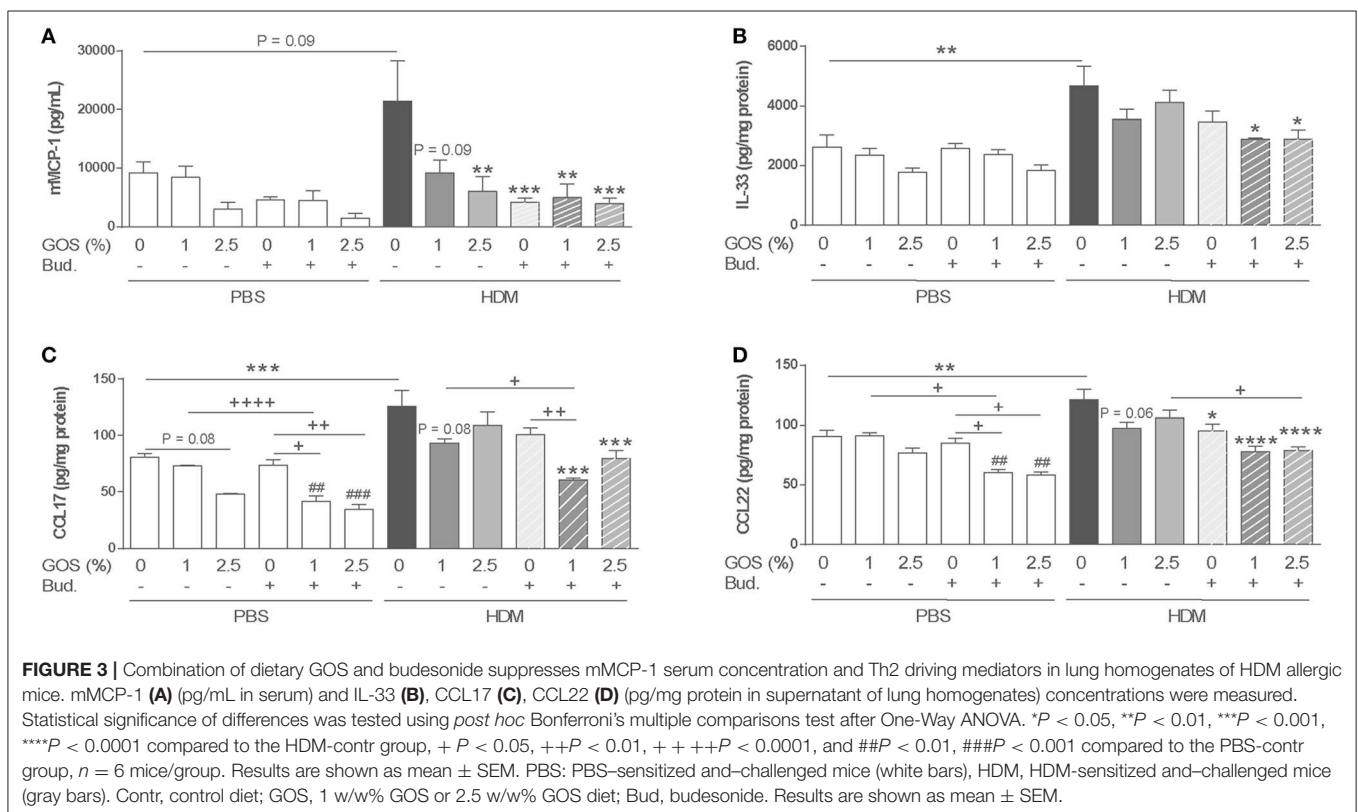 A
P = 0.09
30000
20000
10000
0
mMCP-1 (pg/mL)
P = 0.09
**
***
**
***
GOS (%) 0 1 2.5 0 1 2.5 0 1 2.5 0 1 2.5
Bud. - - - + + + - - - + + +
PBS HDM
B
**
6000
4000
2000
0
IL-33 (pg/mg protein)
*
*
GOS (%) 0 1 2.5 0 1 2.5 0 1 2.5 0 1 2.5
Bud. - - - + + + - - - + + +
PBS HDM
C
***
150
100
50
0
CCL17 (pg/mg protein)
++++
P = 0.08
++
+
##
###
+
P = 0.08
++
***
***
GOS (%) 0 1 2.5 0 1 2.5 0 1 2.5 0 1 2.5
Bud. - - - + + + - - - + + +
PBS HDM
D
**
150
100
50
0
CCL22 (pg/mg protein)
+
+
+
##
##
+
P = 0.06
*
****
****
GOS (%) 0 1 2.5 0 1 2.5 0 1 2.5 0 1 2.5
Bud. - - - + + + - - - + + +
PBS HDM
FIGURE 3 | Combination of dietary GOS and budesonide suppresses mMCP-1 serum concentration and Th2 driving mediators in lung homogenates of HDM allergic
mice. mMCP-1 (A) (pg/mL in serum) and IL-33 (B), CCL17 (C), CCL22 (D) (pg/mg protein in supernatant of lung homogenates) concentrations were measured.
Statistical significance of differences was tested using post hoc Bonferroni's multiple comparisons test after One-Way ANOVA. *P < 0.05, **P < 0.01, ***P < 0.001,
****P < 0.0001 compared to the HDM-contr group, + P < 0.05, ++P < 0.01, + + ++P < 0.0001, and ##P < 0.01, ###P < 0.001 compared to the PBS-contr
group, n = 6 mice/group. Results are shown as mean ± SEM. PBS: PBS–sensitized and–challenged mice (white bars), HDM, HDM-sensitized and–challenged mice
(gray bars). Contr, control diet; GOS, 1 w/w% GOS or 2.5 w/w% GOS diet; Bud, budesonide. Results are shown as mean ± SEM.